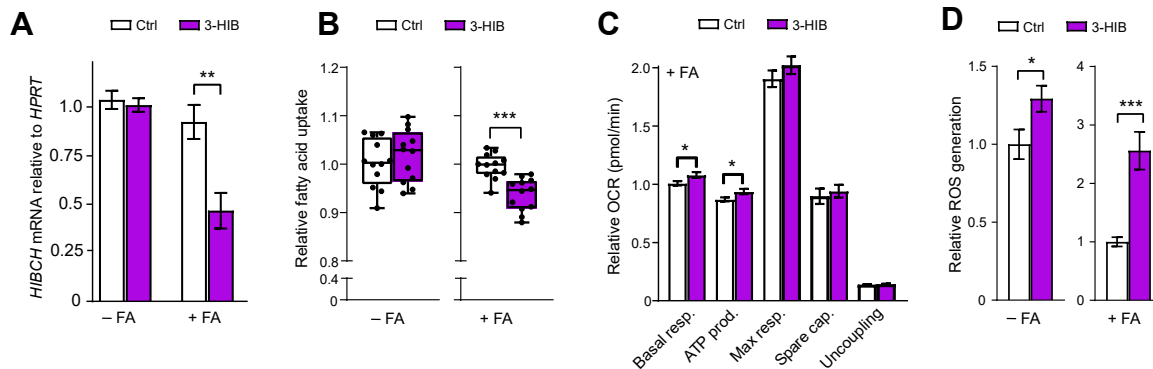 A
Ctrl 3-HIB
HIBCH mRNA relative to HPRT
1.0
0.75
0.5
0.25
0
**
– FA + FA
B
Ctrl 3-HIB
Relative fatty acid uptake
1.2
1.0
0.9
0.8
0.4
0
***
– FA + FA
C
Ctrl 3-HIB
+ FA
Relative OCR (pmol/min)
2.0
1.5
1.0
0.5
0
*
*
Basal resp.
ATP prod.
Max resp.
Spare cap.
Uncoupling
D
Ctrl 3-HIB
Relative ROS generation
1.5
1.0
0.5
0
*
– FA
4
3
2
1
0
***
+ FA